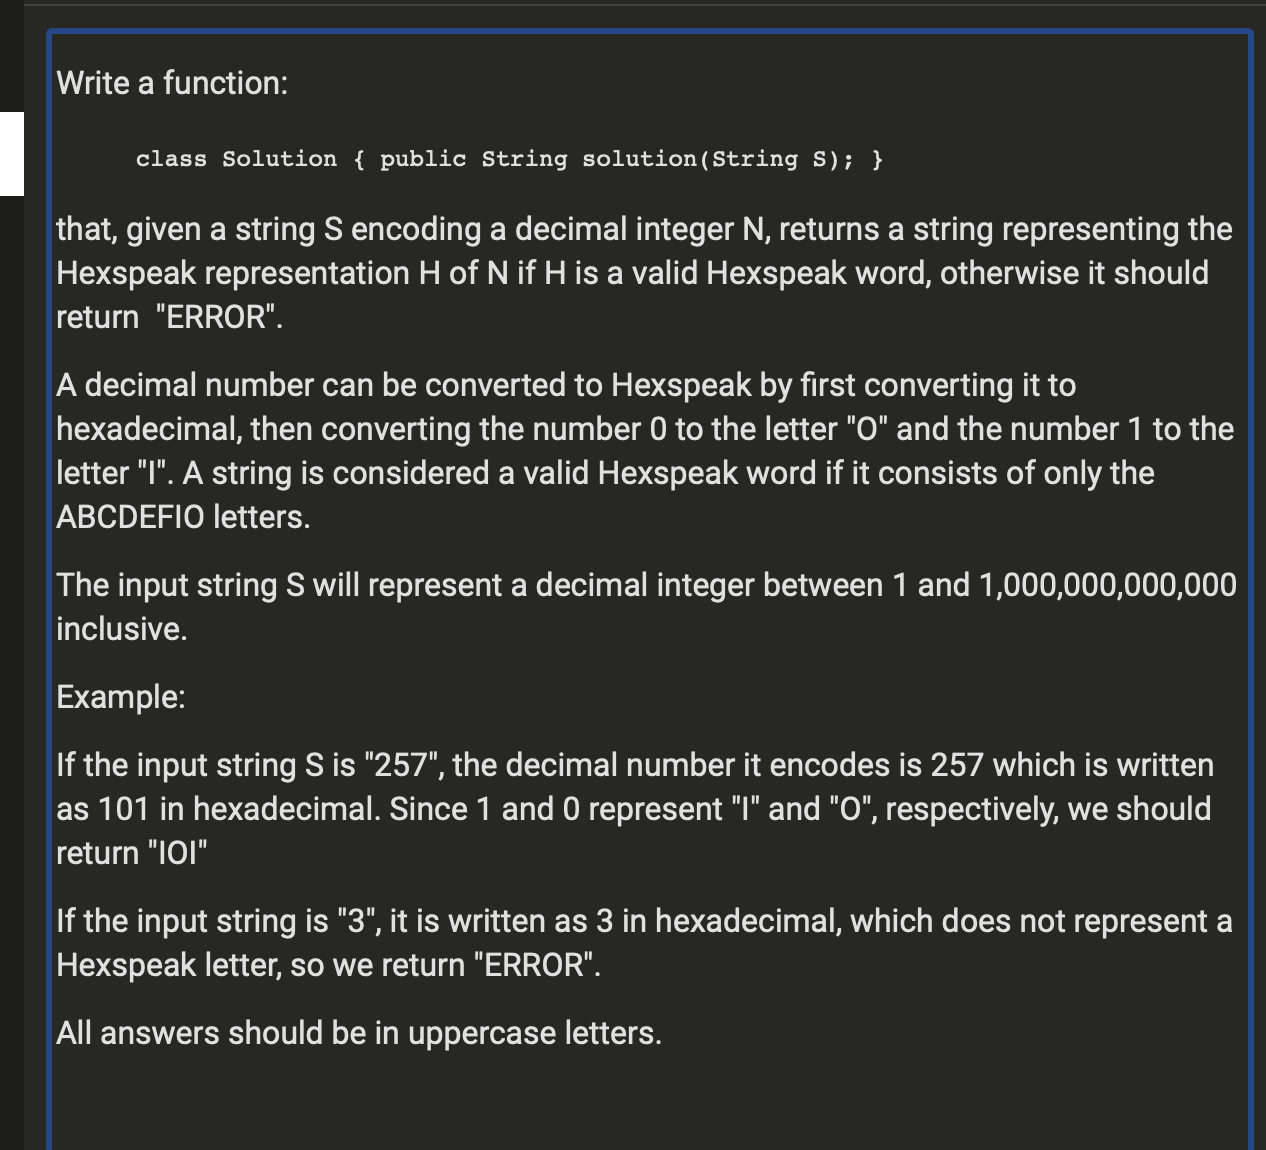 Write a function:
class Solution { public String solution(String S); }
that, given a string S encoding a decimal integer N, returns a string representing the
Hexspeak representation H of N if H is a valid Hexspeak word, otherwise it should
return  "ERROR".
A decimal number can be converted to Hexspeak by first converting it to
hexadecimal, then converting the number 0 to the letter "O" and the number 1 to the
letter "I". A string is considered a valid Hexspeak word if it consists of only the
ABCDEFIO letters.
The input string S will represent a decimal integer between 1 and 1,000,000,000,000
inclusive.
Example:
If the input string S is "257", the decimal number it encodes is 257 which is written
as 101 in hexadecimal. Since 1 and 0 represent "I" and "O", respectively, we should
return "IOI"
If the input string is "3", it is written as 3 in hexadecimal, which does not represent a
Hexspeak letter, so we return "ERROR".
All answers should be in uppercase letters.